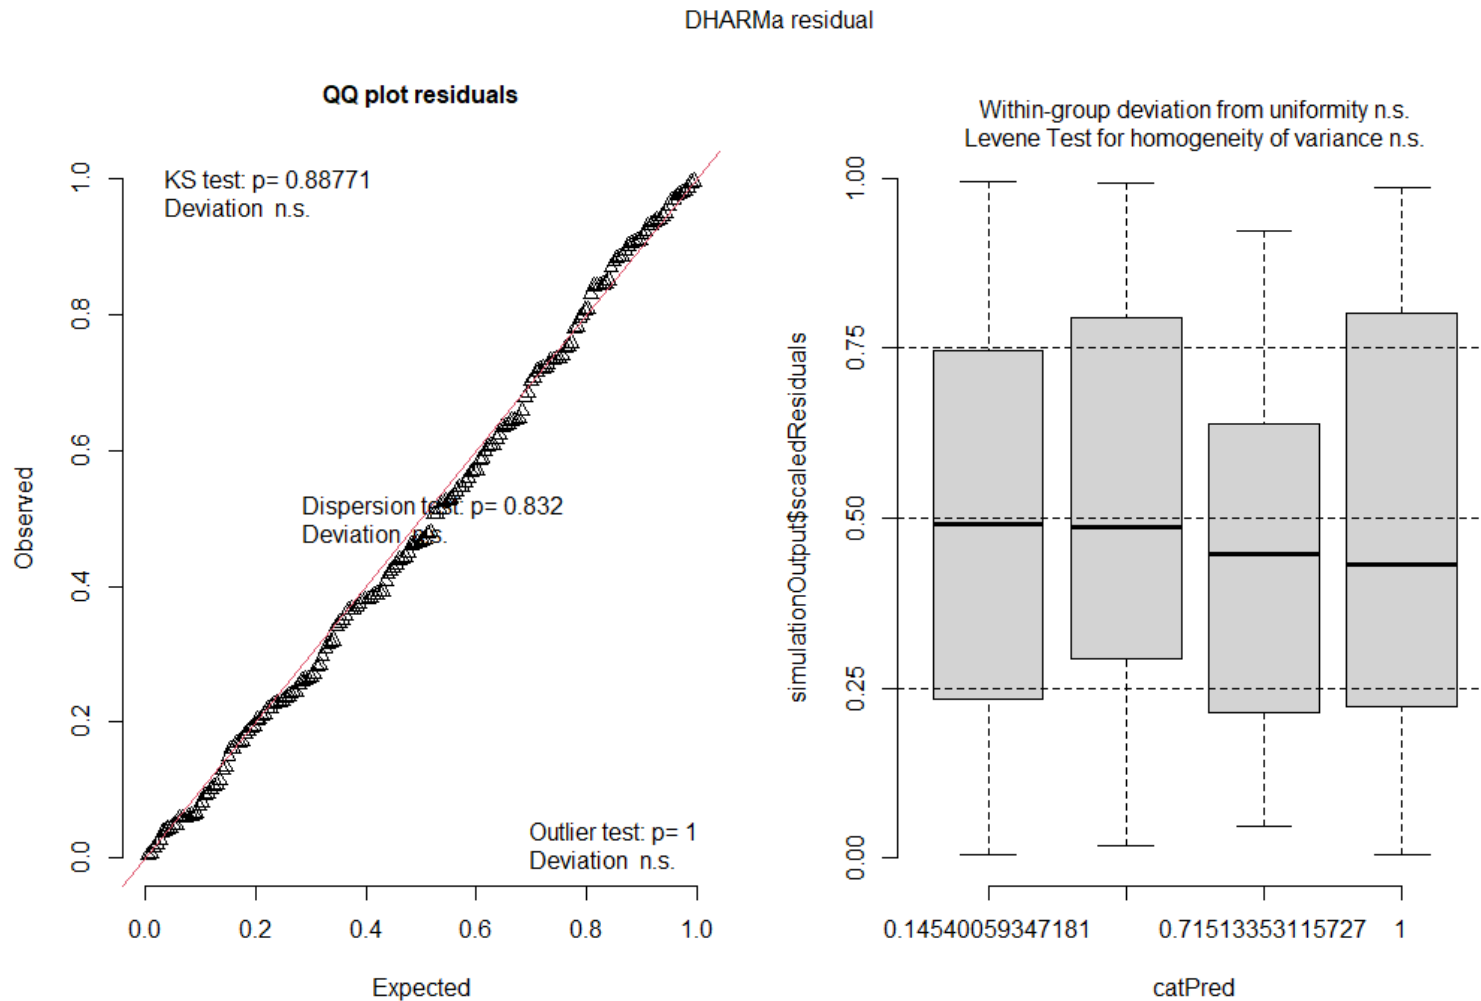 DHARMa residual
QQ plot residuals
KS test: p= 0.88771
Deviation n.s.
Dispersion test: p= 0.832
Deviation n.s.
Outlier test: p= 1
Deviation n.s.
Observed
1.0
0.8
0.6
0.4
0.2
0.0
0.0 0.2 0.4 0.6 0.8 1.0
Expected
Within-group deviation from uniformity n.s.
Levene Test for homogeneity of variance n.s.
simulationOutput$scaledResiduals
1.00
0.75
0.50
0.25
0.00
0.14540059347181 0.71513353115727 1
catPred